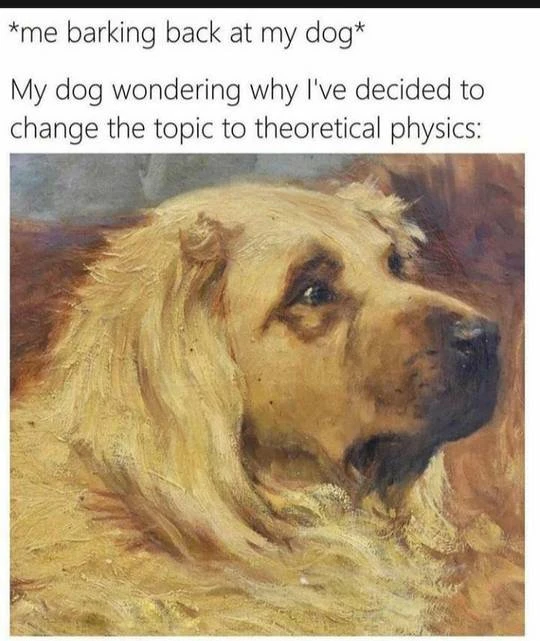 *me barking back at my dog*
My dog wondering why I've decided to
change the topic to theoretical physics: